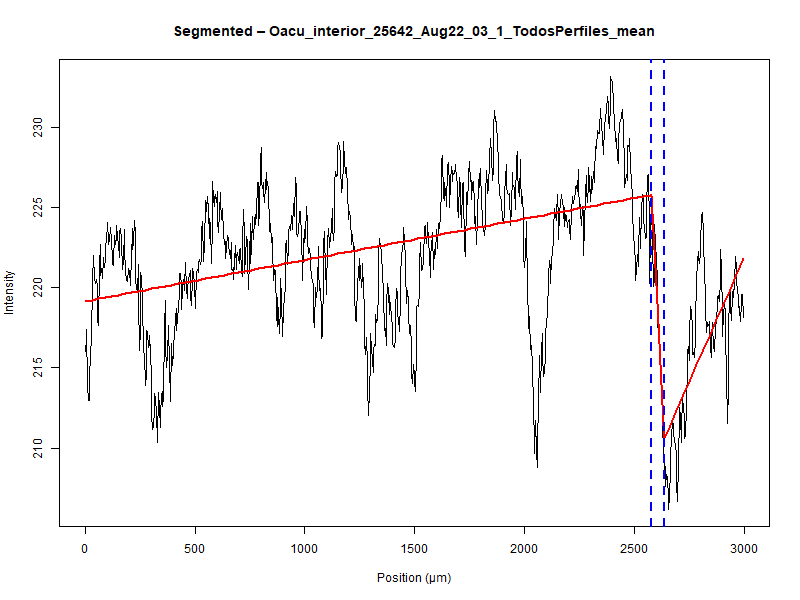 Segmented – Oacu_interior_25642_Aug22_03_1_TodosPerfiles_mean
Intensity
230
225
220
215
210
0 500 1000 1500 2000 2500 3000
Position (µm)